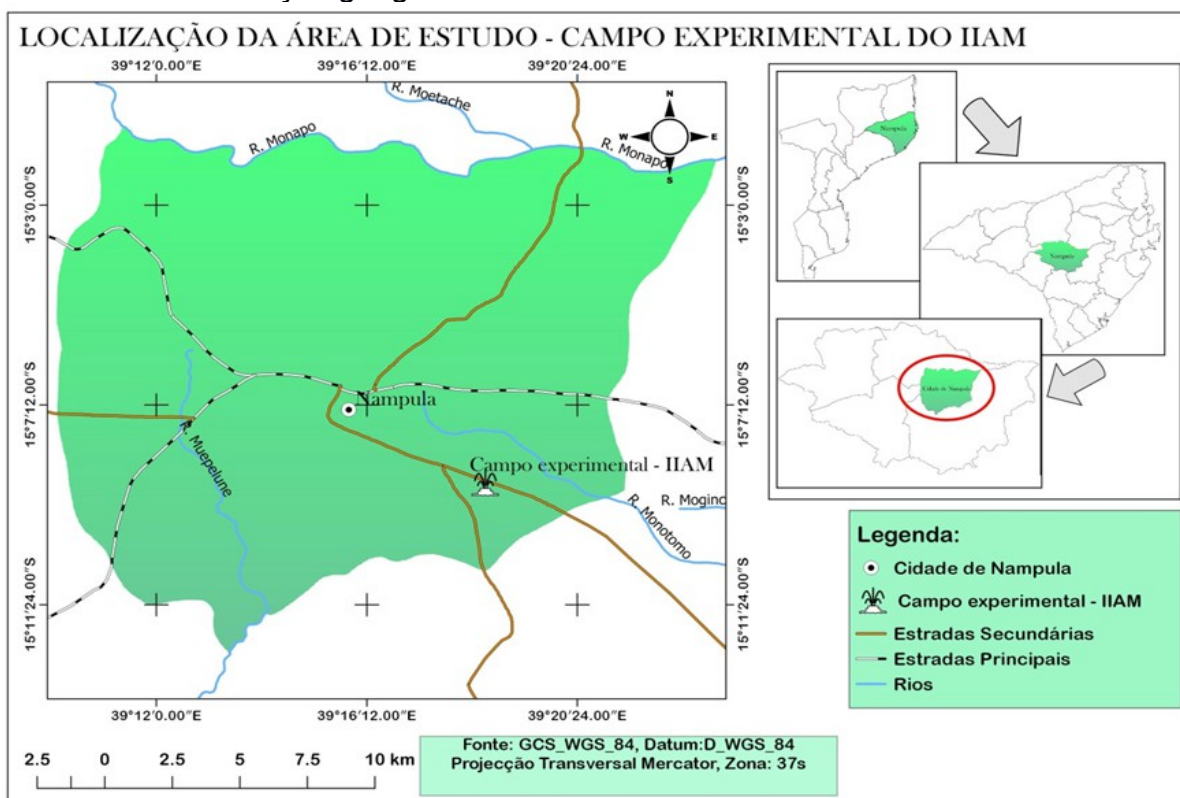 LOCALIZAÇÃO DA ÁREA DE ESTUDO - CAMPO EXPERIMENTAL DO IIAM
39°12'0.00"E 39°16'12.00"E 39°20'24.00"E
R. Moetache
R. Monapo
R. Monapo
N
W E
S
15°3'0.00"S
15°3'0.00"S
15°7'12.00"S
15°7'12.00"S
Nampula
R. Muepelune
Campo experimental - IIAM
R. Mogino
R. Monotomo
15°11'24.00"S
15°11'24.00"S
39°12'0.00"E 39°16'12.00"E 39°20'24.00"E
2.5 0 2.5 5 7.5 10 km
Fonte: GCS_WGS_84, Datum:D_WGS_84
Projecção Transversal Mercator, Zona: 37s
Nampula
Nampula
Cidade de Nampula
Legenda:
Cidade de Nampula
Campo experimental - IIAM
Estradas Secundárias
Estradas Principais
Rios